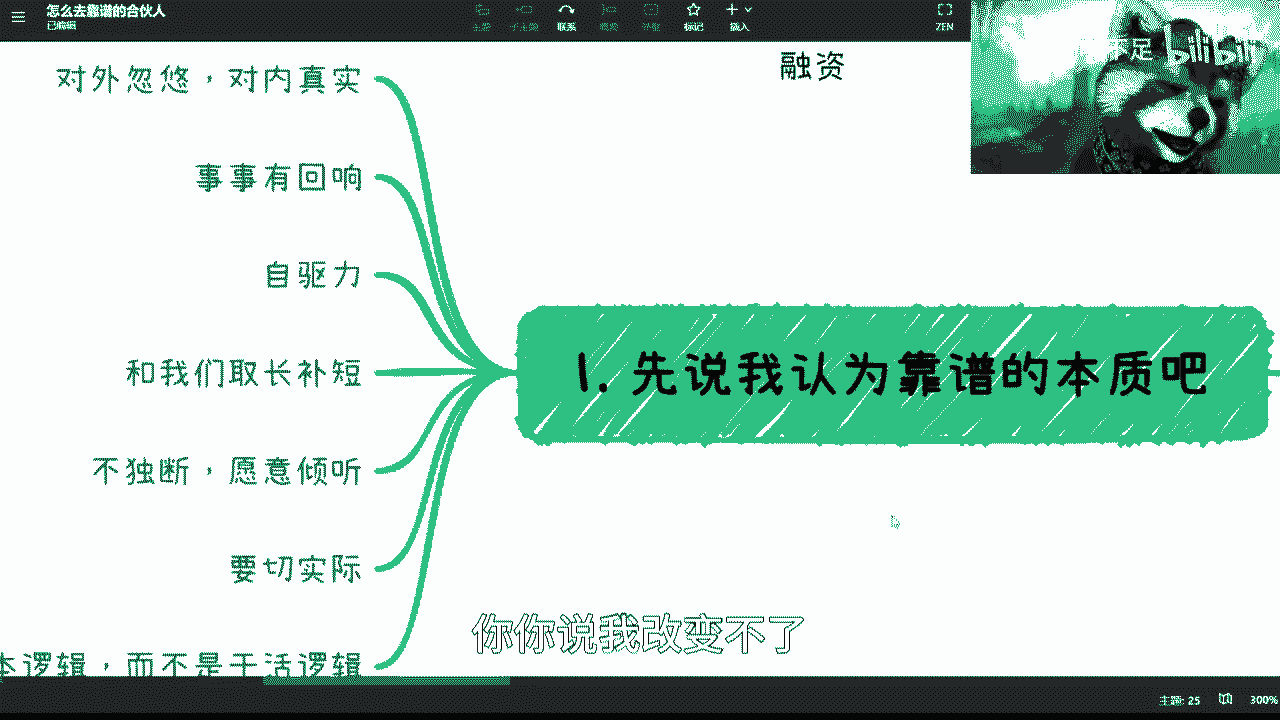 怎么去靠谱的合伙人
已编辑
主题
子主题
联系
概要
外框
标记
插入
ZEN
足 bilibili
融资
对外忽悠，对内真实
事事有回响
自驱力
和我们取长补短
不独断，愿意倾听
要切实际
本逻辑，而不是干活逻辑
1. 先说我认为靠谱的本质吧
你你说我改变不了
主题: 25
300%